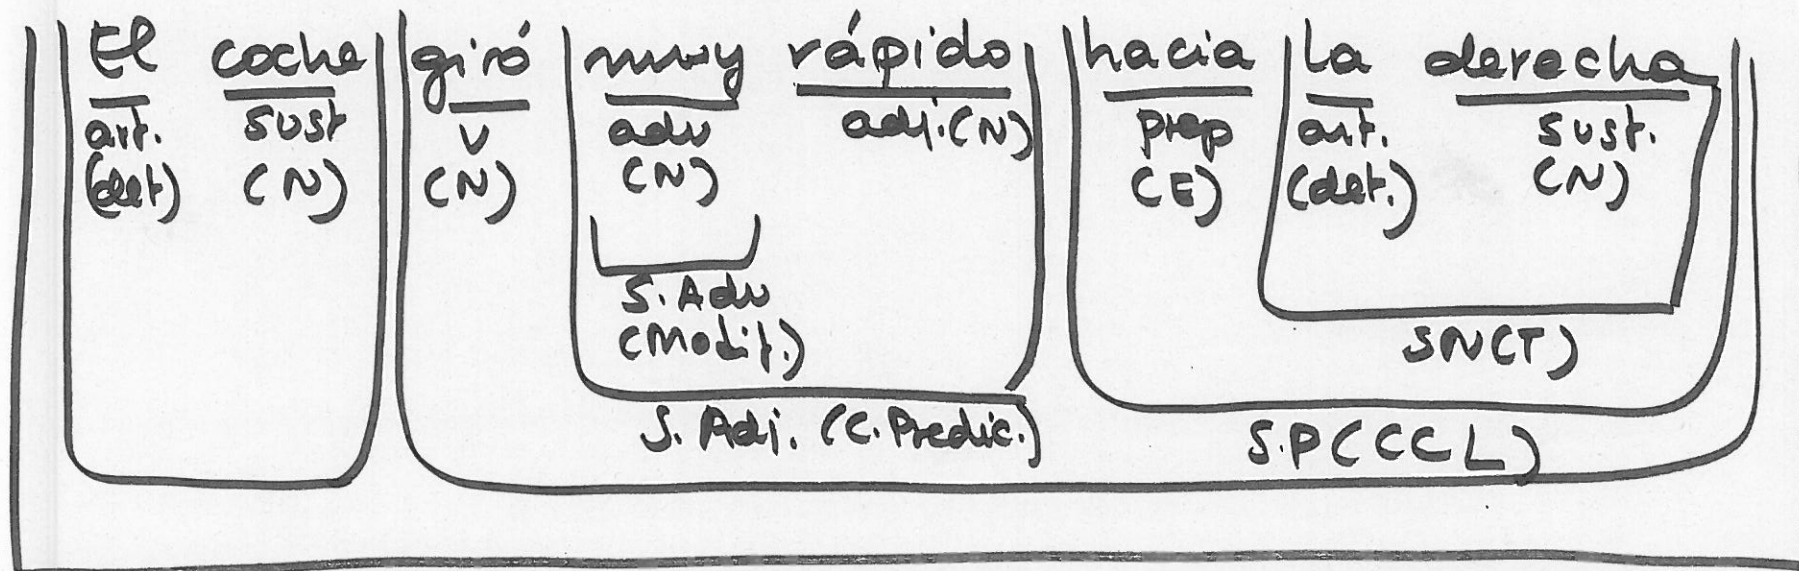 El coche giró muy rápido hacia la derecha
art. sust v adv adj.(N) prep art. sust.
(det) (N) (N) (N) (E) (det.) (N)
S.Adv
(Modif.)
SN(T)
S.Adj. (C.Predic.) S.P(CCL)